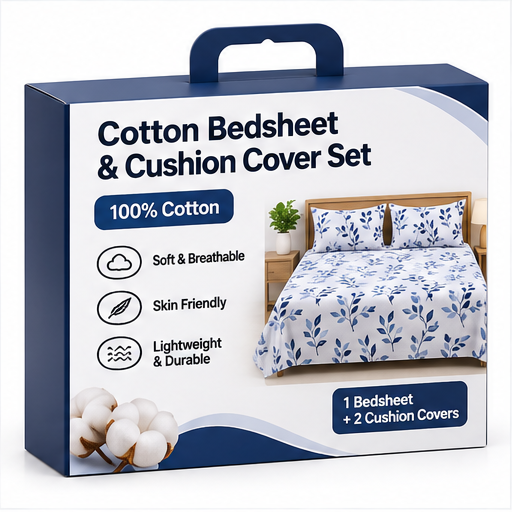 Cotton Bedsheet
& Cushion Cover Set
100% Cotton
Soft & Breathable
Skin Friendly
Lightweight
& Durable
1 Bedsheet
+ 2 Cushion Covers